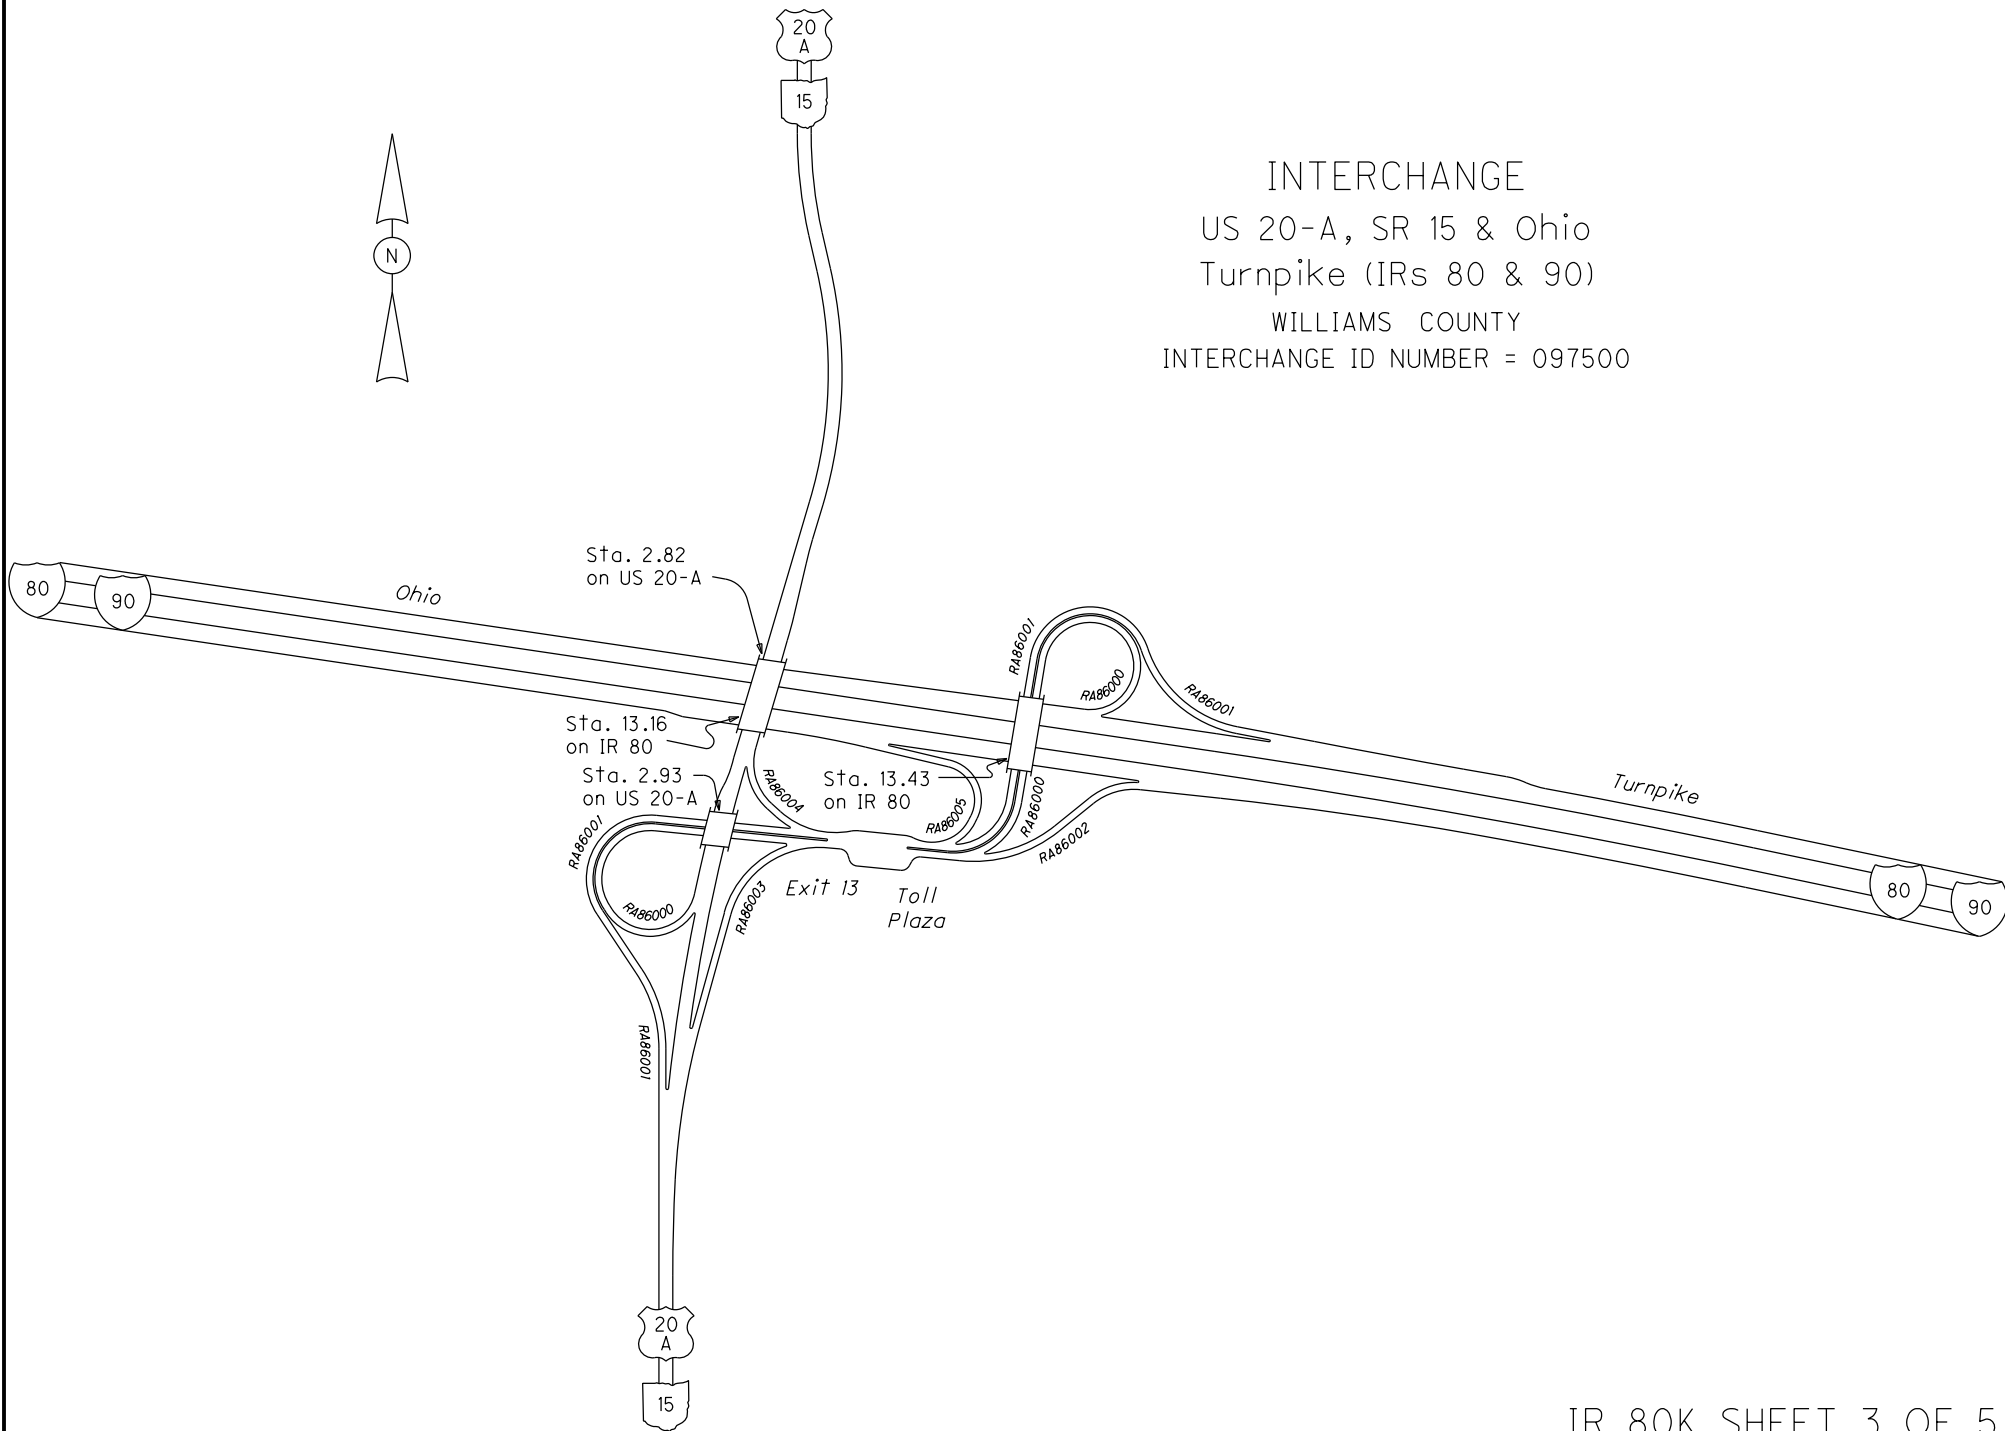 20
A
15
N
INTERCHANGE
US 20-A, SR 15 & Ohio
Turnpike (IRs 80 & 90)
WILLIAMS COUNTY
INTERCHANGE ID NUMBER = 097500
Sta. 2.82
on US 20-A
80
90
Ohio
RA86001
RA86000
RA86001
Sta. 13.16
on IR 80
Sta. 2.93
on US 20-A
RA86004
Sta. 13.43
on IR 80
RA86005
RA86000
RA86002
Turnpike
RA86001
RA86000
RA86003
Exit 13
Toll
Plaza
80
90
RA86001
20
A
15
IR 80K SHEET 3 OF 5